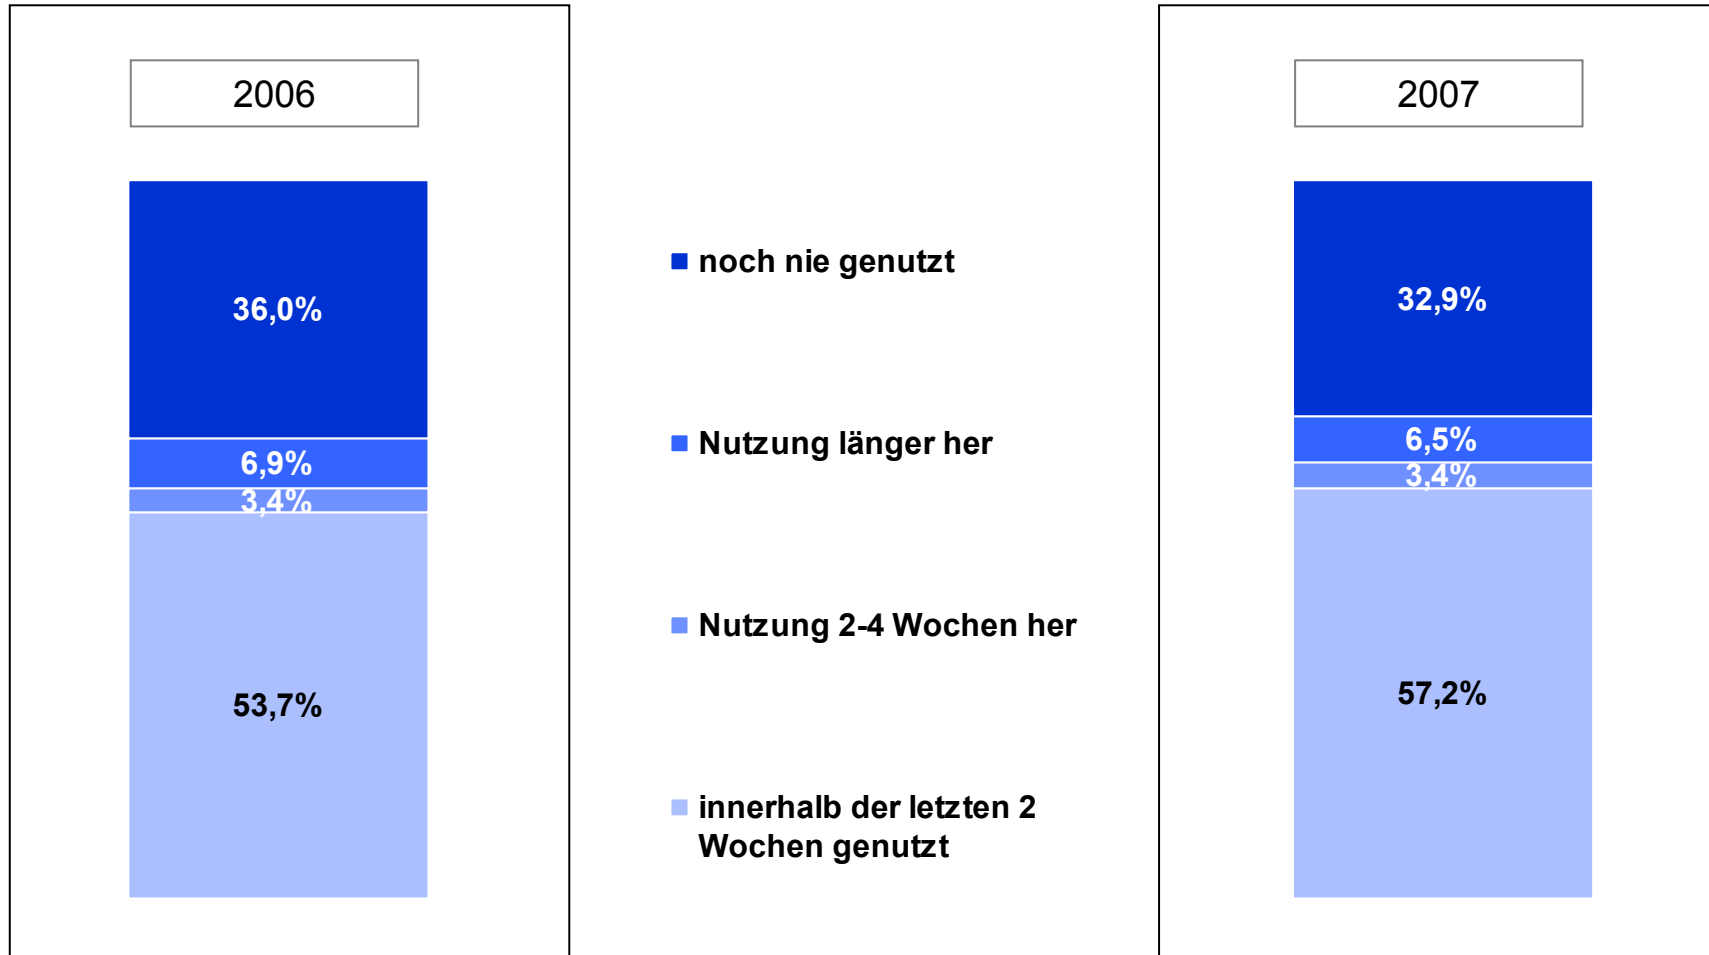 2006
36,0%
6,9%
3,4%
53,7%
noch nie genutzt
Nutzung länger her
Nutzung 2-4 Wochen her
innerhalb der letzten 2
Wochen genutzt
2007
32,9%
6,5%
3,4%
57,2%